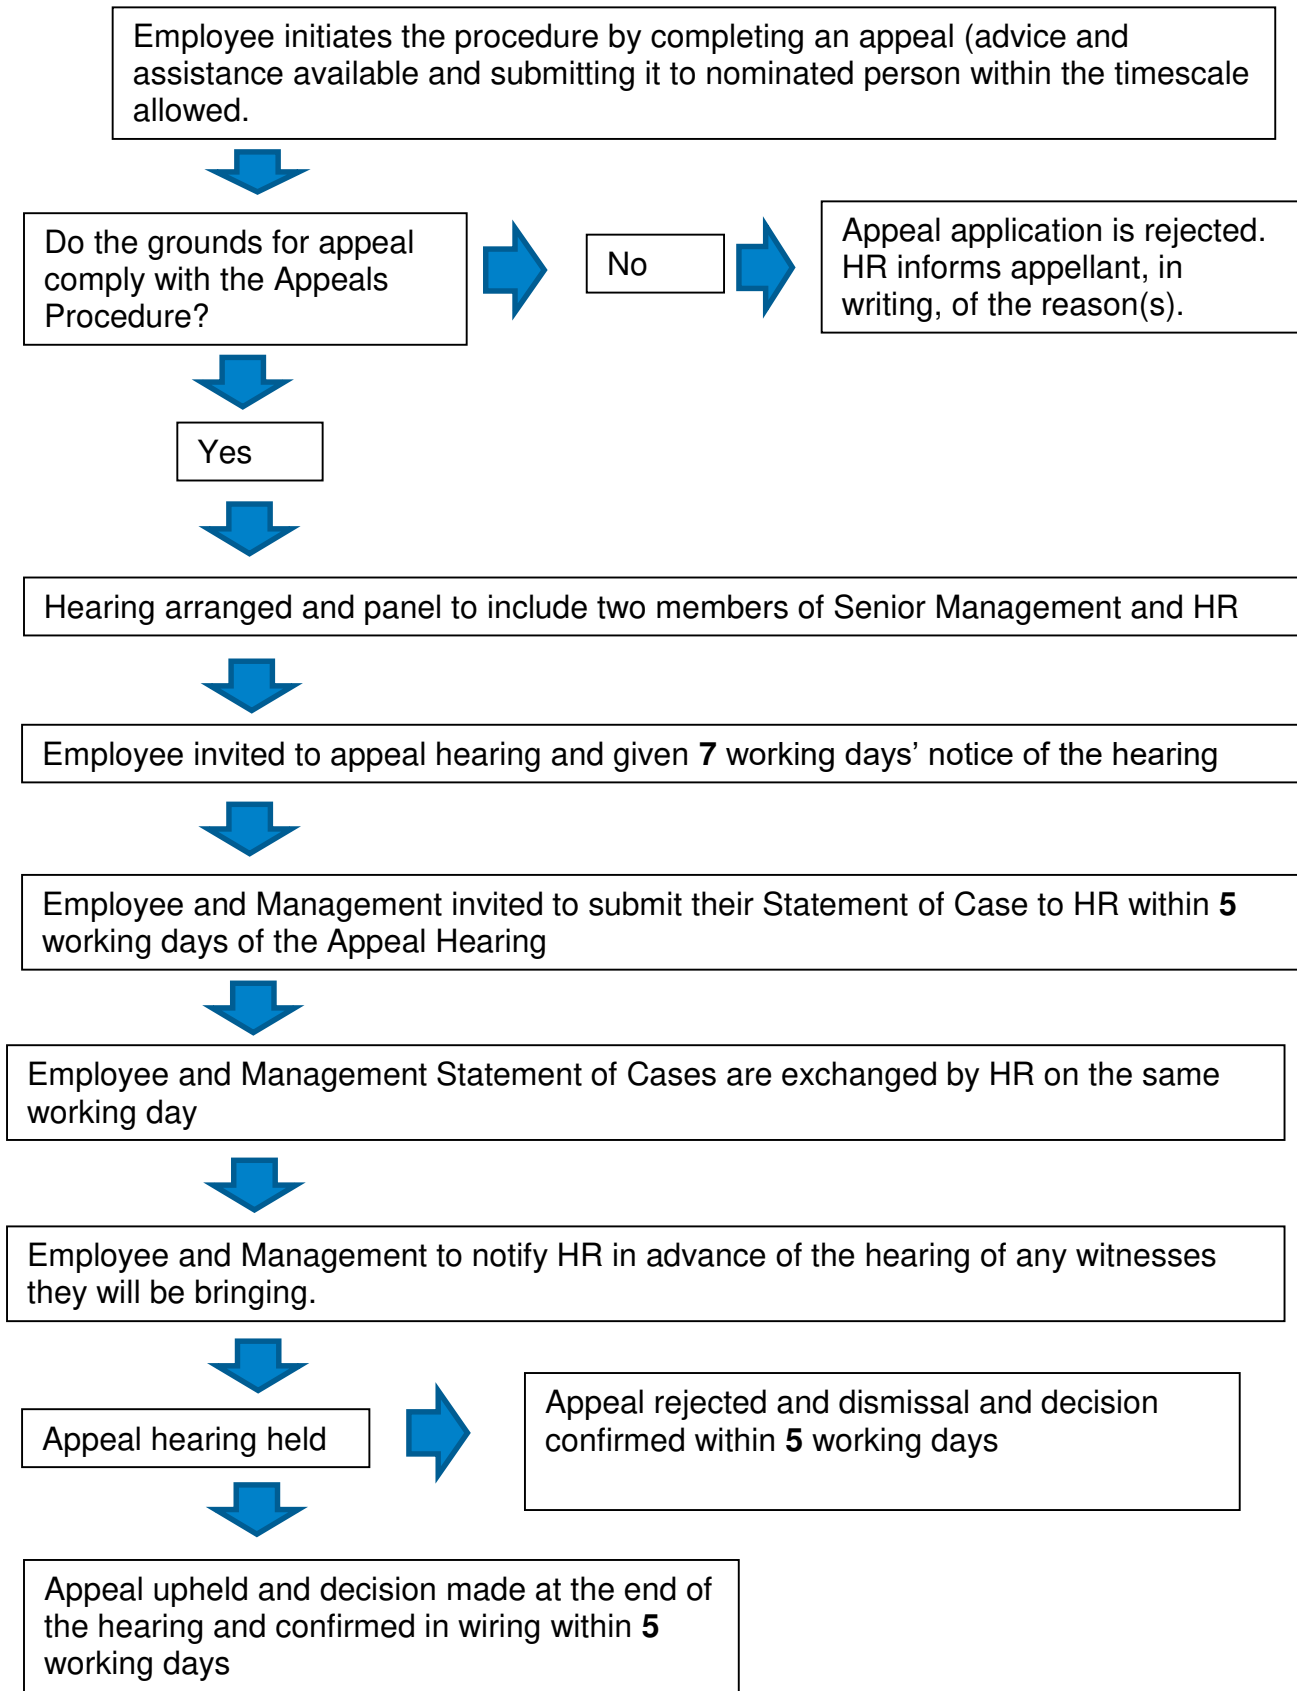 Employee initiates the procedure by completing an appeal (advice and
assistance available and submitting it to nominated person within the timescale
allowed.
Do the grounds for appeal
comply with the Appeals
Procedure?
No
Appeal application is rejected.
HR informs appellant, in
writing, of the reason(s).
Yes
Hearing arranged and panel to include two members of Senior Management and HR
Employee invited to appeal hearing and given 7 working days’ notice of the hearing
Employee and Management invited to submit their Statement of Case to HR within 5
working days of the Appeal Hearing
Employee and Management Statement of Cases are exchanged by HR on the same
working day
Employee and Management to notify HR in advance of the hearing of any witnesses
they will be bringing.
Appeal hearing held
Appeal rejected and dismissal and decision
confirmed within 5 working days
Appeal upheld and decision made at the end of
the hearing and confirmed in wiring within 5
working days